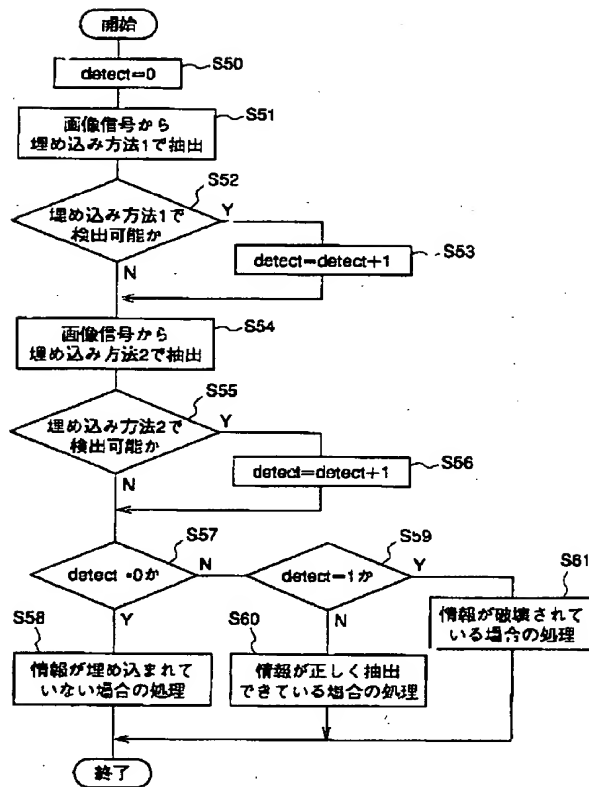 開始
detect=0
S50
画像信号から
埋め込み方法1で抽出
S51
埋め込み方法1で
検出可能か
S52
Y
N
detect=detect+1
S53
画像信号から
埋め込み方法2で抽出
S54
埋め込み方法2で
検出可能か
S55
Y
N
detect=detect+1
S56
detect=0か
S57
N
Y
detect=1か
S59
Y
N
情報が埋め込まれて
いない場合の処理
S58
情報が正しく抽出
できている場合の処理
S60
情報が破壊されて
いる場合の処理
S61
終了